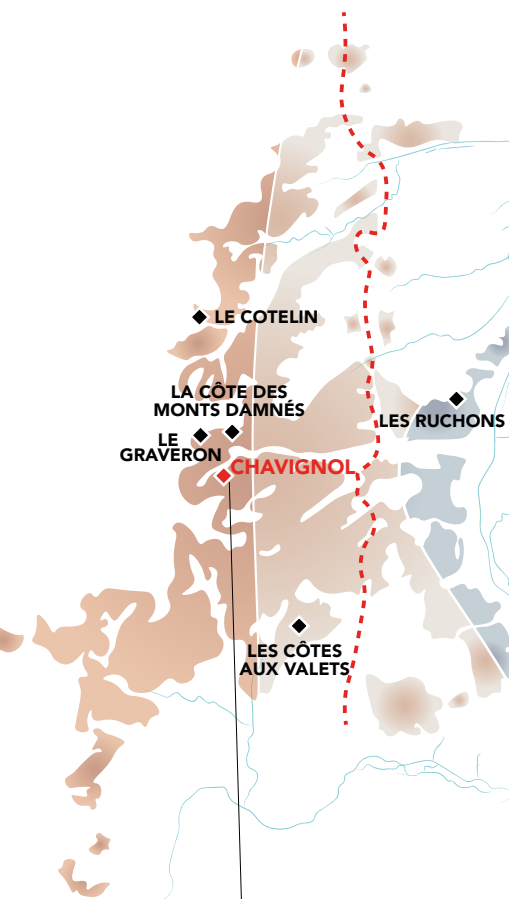 LE COTELIN
LA CÔTE DES
MONTS DAMNÉS
LES RUCHONS
LE
GRAVERON
CHAVIGNOL
LES CÔTES
AUX VALETS